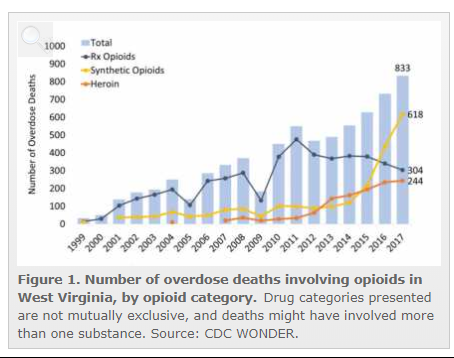 1000
900
800
700
600
500
400
300
200
100
0
Number of Overdose Deaths
Total
Rx Opioids
Synthetic Opioids
Heroin
833
618
304
244
1999 2000 2001 2002 2003 2004 2005 2006 2007 2008 2009 2010 2011 2012 2013 2014 2015 2016 2017
Figure 1. Number of overdose deaths involving opioids in
West Virginia, by opioid category. Drug categories presented
are not mutually exclusive, and deaths might have involved more
than one substance. Source: CDC WONDER.